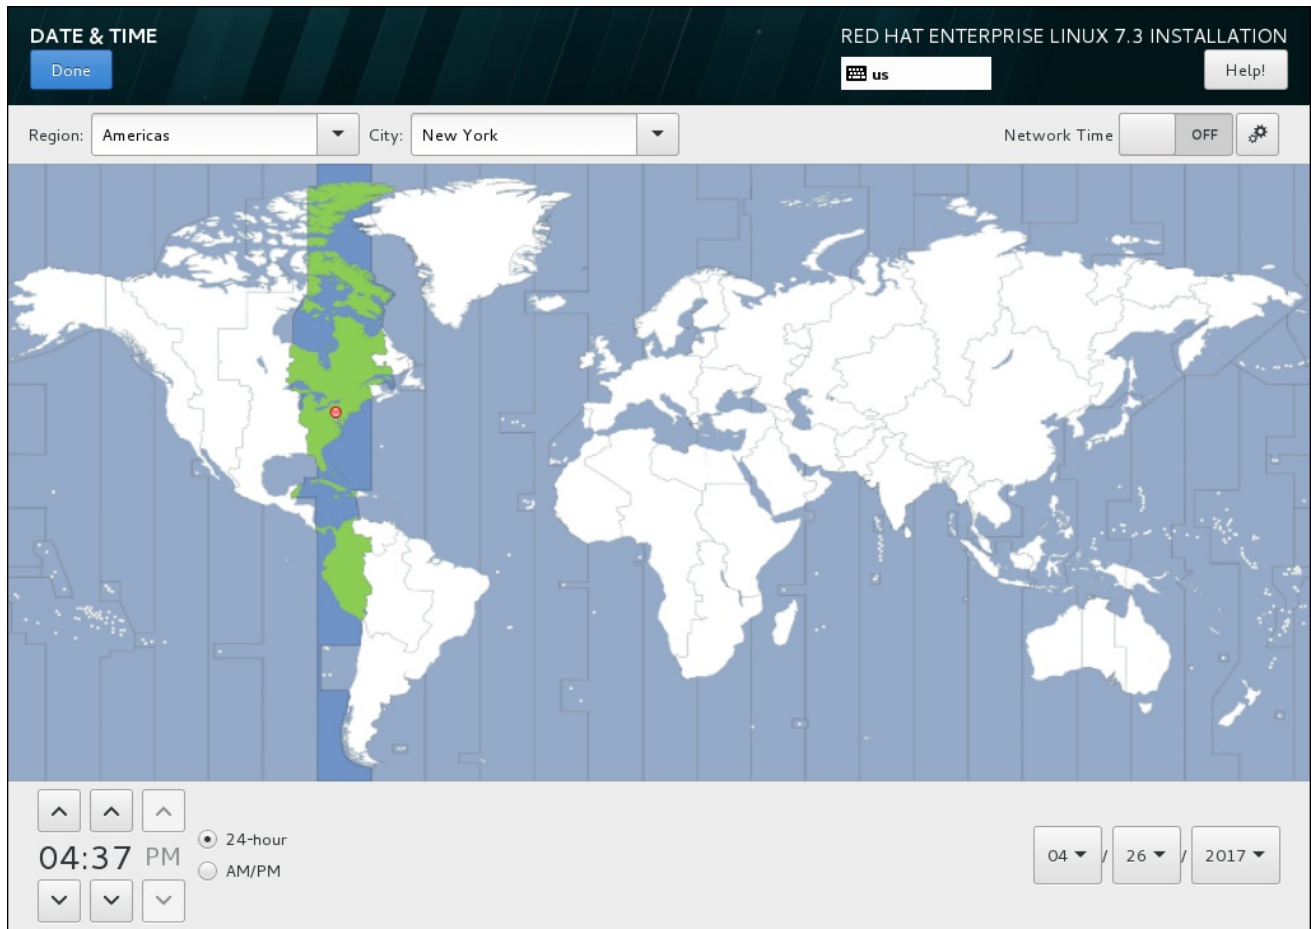 DATE & TIME
RED HAT ENTERPRISE LINUX 7.3 INSTALLATION
Done
us
Help!
Region: Americas City: New York Network Time OFF
04:37 PM
24-hour
AM/PM
04 / 26 / 2017